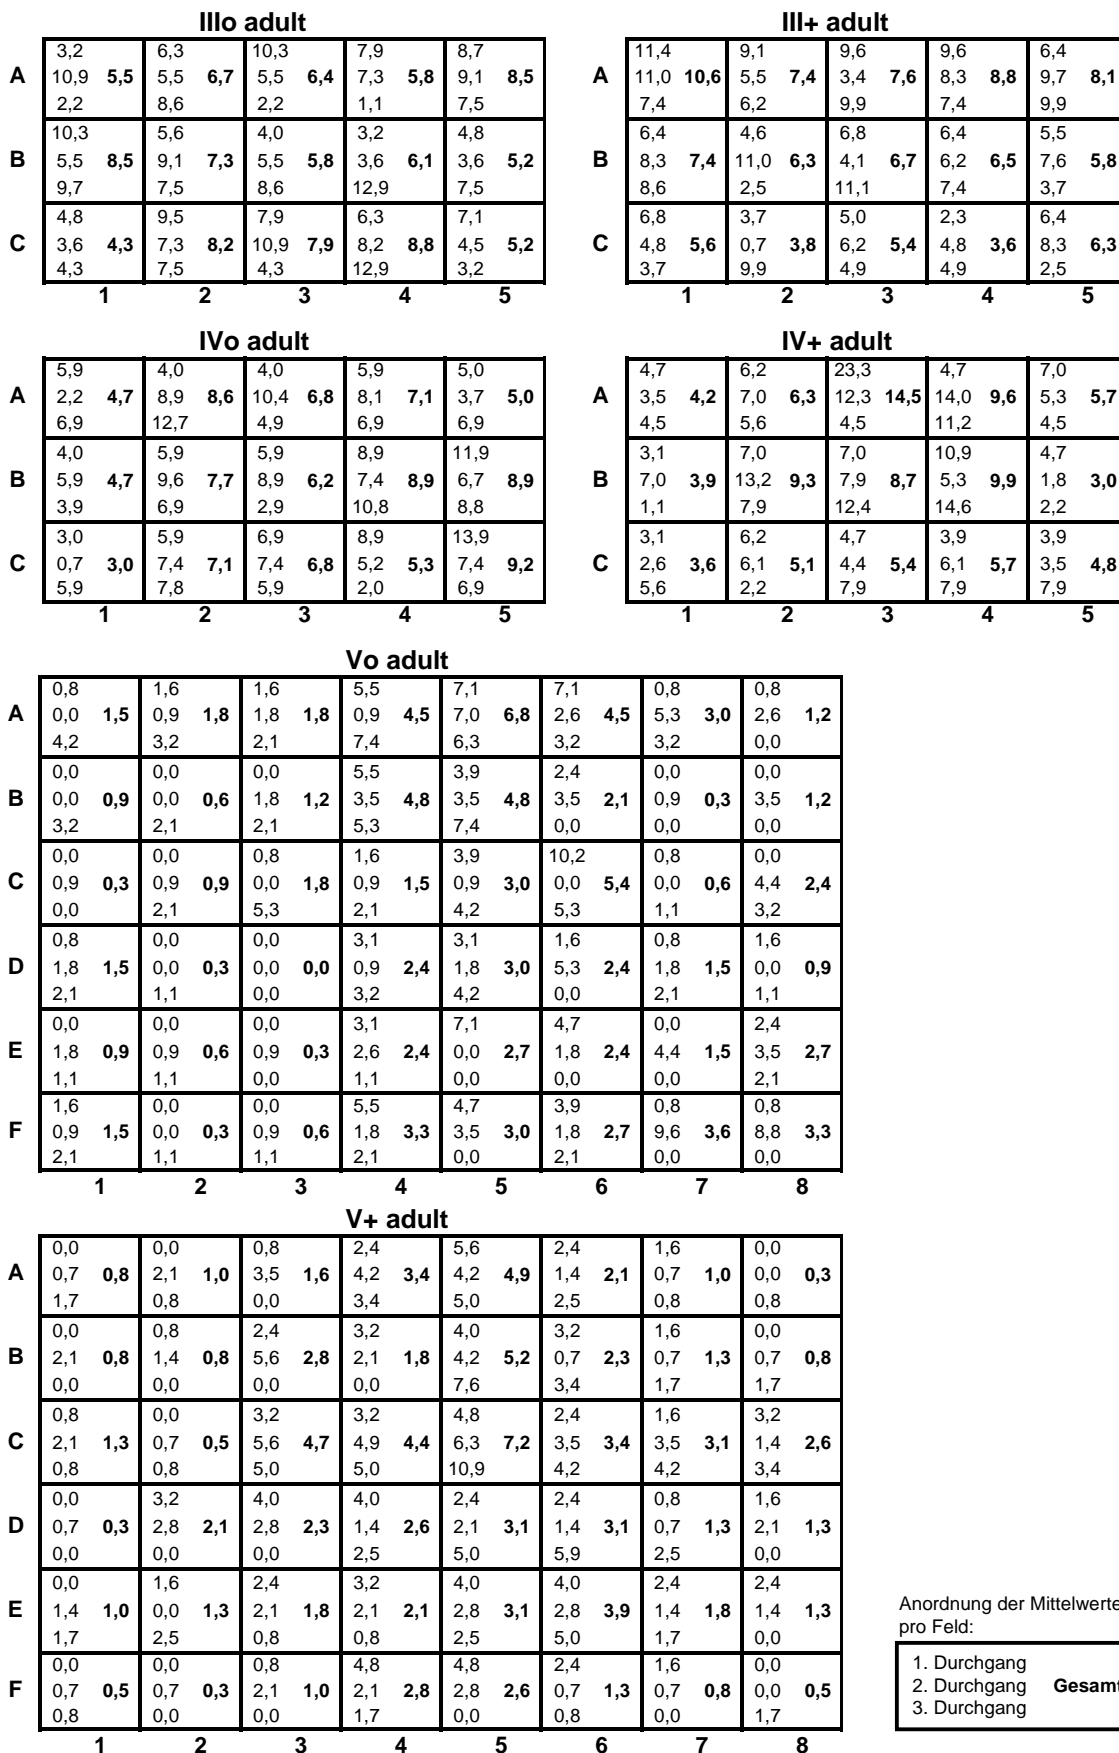 IIIo adult III+ adult
3,2 6,3 10,3 7,9 8,7 11,4 9,1 9,6 9,6 6,4
A 10,9 5,5 5,5 6,7 5,5 6,4 7,3 5,8 9,1 8,5 A 11,0 10,6 5,5 7,4 3,4 7,6 8,3 8,8 9,7 8,1
2,2 8,6 2,2 1,1 7,5 7,4 6,2 9,9 7,4 9,9
10,3 5,6 4,0 3,2 4,8 6,4 4,6 6,8 6,4 5,5
B 5,5 8,5 9,1 7,3 5,5 5,8 3,6 6,1 3,6 5,2 B 8,3 7,4 11,0 6,3 4,1 6,7 6,2 6,5 7,6 5,8
9,7 7,5 8,6 12,9 7,5 8,6 2,5 11,1 7,4 3,7
4,8 9,5 7,9 6,3 7,1 6,8 3,7 5,0 2,3 6,4
C 3,6 4,3 7,3 8,2 10,9 7,9 8,2 8,8 4,5 5,2 C 4,8 5,6 0,7 3,8 6,2 5,4 4,8 3,6 8,3 6,3
4,3 7,5 4,3 12,9 3,2 3,7 9,9 4,9 4,9 2,5
1 2 3 4 5 1 2 3 4 5
IVo adult IV+ adult
5,9 4,0 4,0 5,9 5,0 4,7 6,2 23,3 4,7 7,0
A 2,2 4,7 8,9 8,6 10,4 6,8 8,1 7,1 3,7 5,0 A 3,5 4,2 7,0 6,3 12,3 14,5 14,0 9,6 5,3 5,7
6,9 12,7 4,9 6,9 6,9 4,5 5,6 4,5 11,2 4,5
4,0 5,9 5,9 8,9 11,9 3,1 7,0 7,0 10,9 4,7
B 5,9 4,7 9,6 7,7 8,9 6,2 7,4 8,9 6,7 8,9 B 7,0 3,9 13,2 9,3 7,9 8,7 5,3 9,9 1,8 3,0
3,9 6,9 2,9 10,8 8,8 1,1 7,9 12,4 14,6 2,2
3,0 5,9 6,9 8,9 13,9 3,1 6,2 4,7 3,9 3,9
C 0,7 3,0 7,4 7,1 7,4 6,8 5,2 5,3 7,4 9,2 C 2,6 3,6 6,1 5,1 4,4 5,4 6,1 5,7 3,5 4,8
5,9 7,8 5,9 2,0 6,9 5,6 2,2 7,9 7,9 7,9
1 2 3 4 5 1 2 3 4 5
Vo adult
0,8 1,6 1,6 5,5 7,1 7,1 0,8 0,8
A 0,0 1,5 0,9 1,8 1,8 1,8 0,9 4,5 7,0 6,8 2,6 4,5 5,3 3,0 2,6 1,2
4,2 3,2 2,1 7,4 6,3 3,2 3,2 0,0
0,0 0,0 0,0 5,5 3,9 2,4 0,0 0,0
B 0,0 0,9 0,0 0,6 1,8 1,2 3,5 4,8 3,5 4,8 3,5 2,1 0,9 0,3 3,5 1,2
3,2 2,1 2,1 5,3 7,4 0,0 0,0 0,0
0,0 0,0 0,8 1,6 3,9 10,2 0,8 0,0
C 0,9 0,3 0,9 0,9 0,0 1,8 0,9 1,5 0,9 3,0 0,0 5,4 0,0 0,6 4,4 2,4
0,0 2,1 5,3 2,1 4,2 5,3 1,1 3,2
0,8 0,0 0,0 3,1 3,1 1,6 0,8 1,6
D 1,8 1,5 0,0 0,3 0,0 0,0 0,9 2,4 1,8 3,0 5,3 2,4 1,8 1,5 0,0 0,9
2,1 1,1 0,0 3,2 4,2 0,0 2,1 1,1
0,0 0,0 0,0 3,1 7,1 4,7 0,0 2,4
E 1,8 0,9 0,9 0,6 0,9 0,3 2,6 2,4 0,0 2,7 1,8 2,4 4,4 1,5 3,5 2,7
1,1 1,1 0,0 1,1 0,0 0,0 0,0 2,1
1,6 0,0 0,0 5,5 4,7 3,9 0,8 0,8
F 0,9 1,5 0,0 0,3 0,9 0,6 1,8 3,3 3,5 3,0 1,8 2,7 9,6 3,6 8,8 3,3
2,1 1,1 1,1 2,1 0,0 2,1 0,0 0,0
1 2 3 4 5 6 7 8
V+ adult
0,0 0,0 0,8 2,4 5,6 2,4 1,6 0,0
A 0,7 0,8 2,1 1,0 3,5 1,6 4,2 3,4 4,2 4,9 1,4 2,1 0,7 1,0 0,0 0,3
1,7 0,8 0,0 3,4 5,0 2,5 0,8 0,8
0,0 0,8 2,4 3,2 4,0 3,2 1,6 0,0
B 2,1 0,8 1,4 0,8 5,6 2,8 2,1 1,8 4,2 5,2 0,7 2,3 0,7 1,3 0,7 0,8
0,0 0,0 0,0 0,0 7,6 3,4 1,7 1,7
0,8 0,0 3,2 3,2 4,8 2,4 1,6 3,2
C 2,1 1,3 0,7 0,5 5,6 4,7 4,9 4,4 6,3 7,2 3,5 3,4 3,5 3,1 1,4 2,6
0,8 0,8 5,0 5,0 10,9 4,2 4,2 3,4
0,0 3,2 4,0 4,0 2,4 2,4 0,8 1,6
D 0,7 0,3 2,8 2,1 2,8 2,3 1,4 2,6 2,1 3,1 1,4 3,1 0,7 1,3 2,1 1,3
0,0 0,0 0,0 2,5 5,0 5,9 2,5 0,0
0,0 1,6 2,4 3,2 4,0 4,0 2,4 2,4
E 1,4 1,0 0,0 1,3 2,1 1,8 2,1 2,1 2,8 3,1 2,8 3,9 1,4 1,8 1,4 1,3
1,7 2,5 0,8 0,8 2,5 5,0 1,7 0,0
0,0 0,0 0,8 4,8 4,8 2,4 1,6 0,0
F 0,7 0,5 0,7 0,3 2,1 1,0 2,1 2,8 2,8 2,6 0,7 1,3 0,7 0,8 0,0 0,5
0,8 0,0 0,0 1,7 0,0 0,8 0,0 1,7
1 2 3 4 5 6 7 8
Anordnung der Mittelwerte
pro Feld:
1. Durchgang
2. Durchgang Gesamt
3. Durchgang